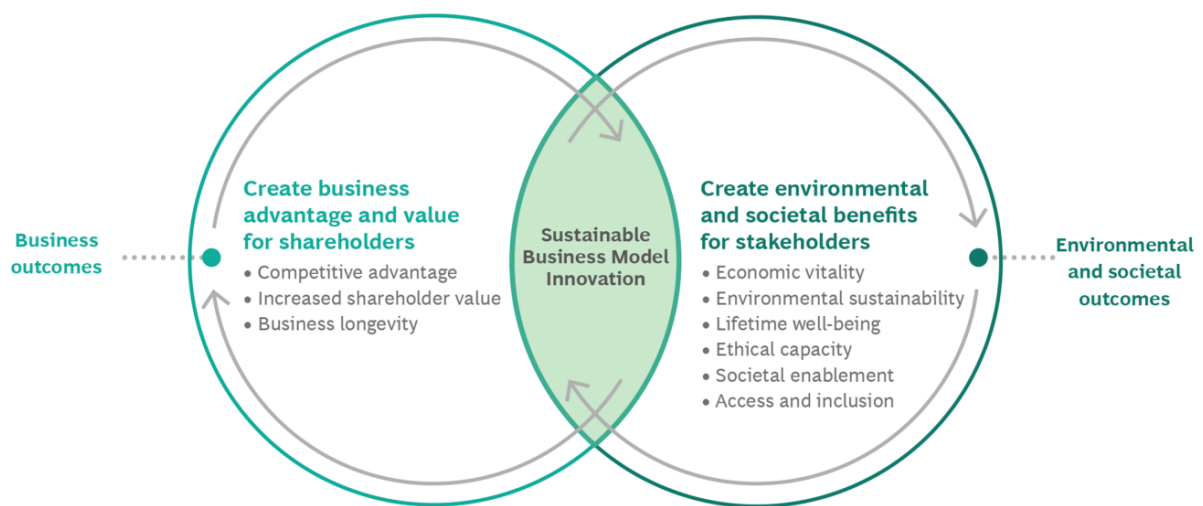 Business
outcomes
Create business
advantage and value
for shareholders
• Competitive advantage
• Increased shareholder value
• Business longevity
Sustainable
Business Model
Innovation
Create environmental
and societal benefits
for stakeholders
• Economic vitality
• Environmental sustainability
• Lifetime well-being
• Ethical capacity
• Societal enablement
• Access and inclusion
Environmental
and societal
outcomes